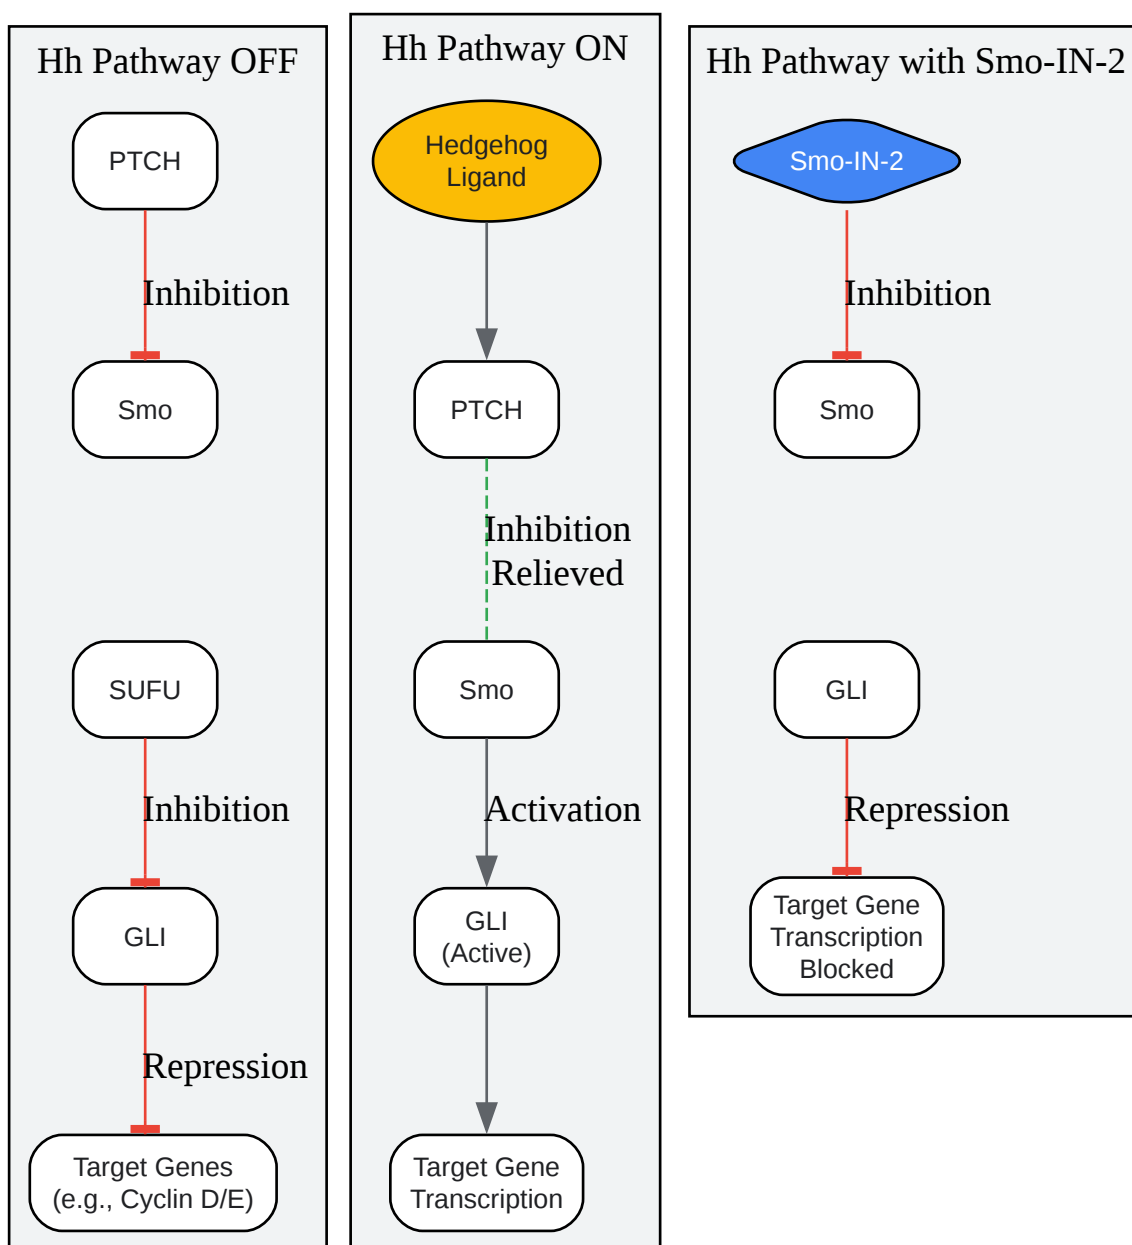 Hh Pathway OFF
PTCH
Inhibition
Smo
SUFU
Inhibition
GLI
Repression
Target Genes
(e.g., Cyclin D/E)
Hh Pathway ON
Hedgehog
Ligand
PTCH
Inhibition
Relieved
Smo
Activation
GLI
(Active)
Target Gene
Transcription
Hh Pathway with Smo-IN-2
Smo-IN-2
Inhibition
Smo
GLI
Repression
Target Gene
Transcription
Blocked